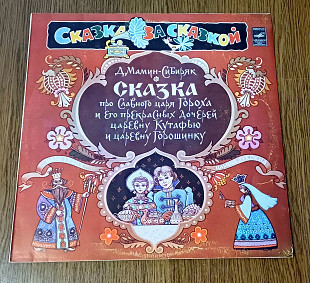 Сказка за сказкой
Д. Мамин-Сибиряк
Сказка
про славного царя Гороха
и его прекрасных дочерей
царевну Кутафью
и царевну Горошинку